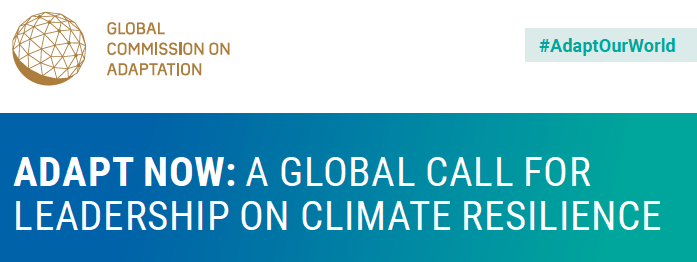 GLOBAL
COMMISSION ON
ADAPTATION
#AdaptOurWorld
ADAPT NOW: A GLOBAL CALL FOR
LEADERSHIP ON CLIMATE RESILIENCE